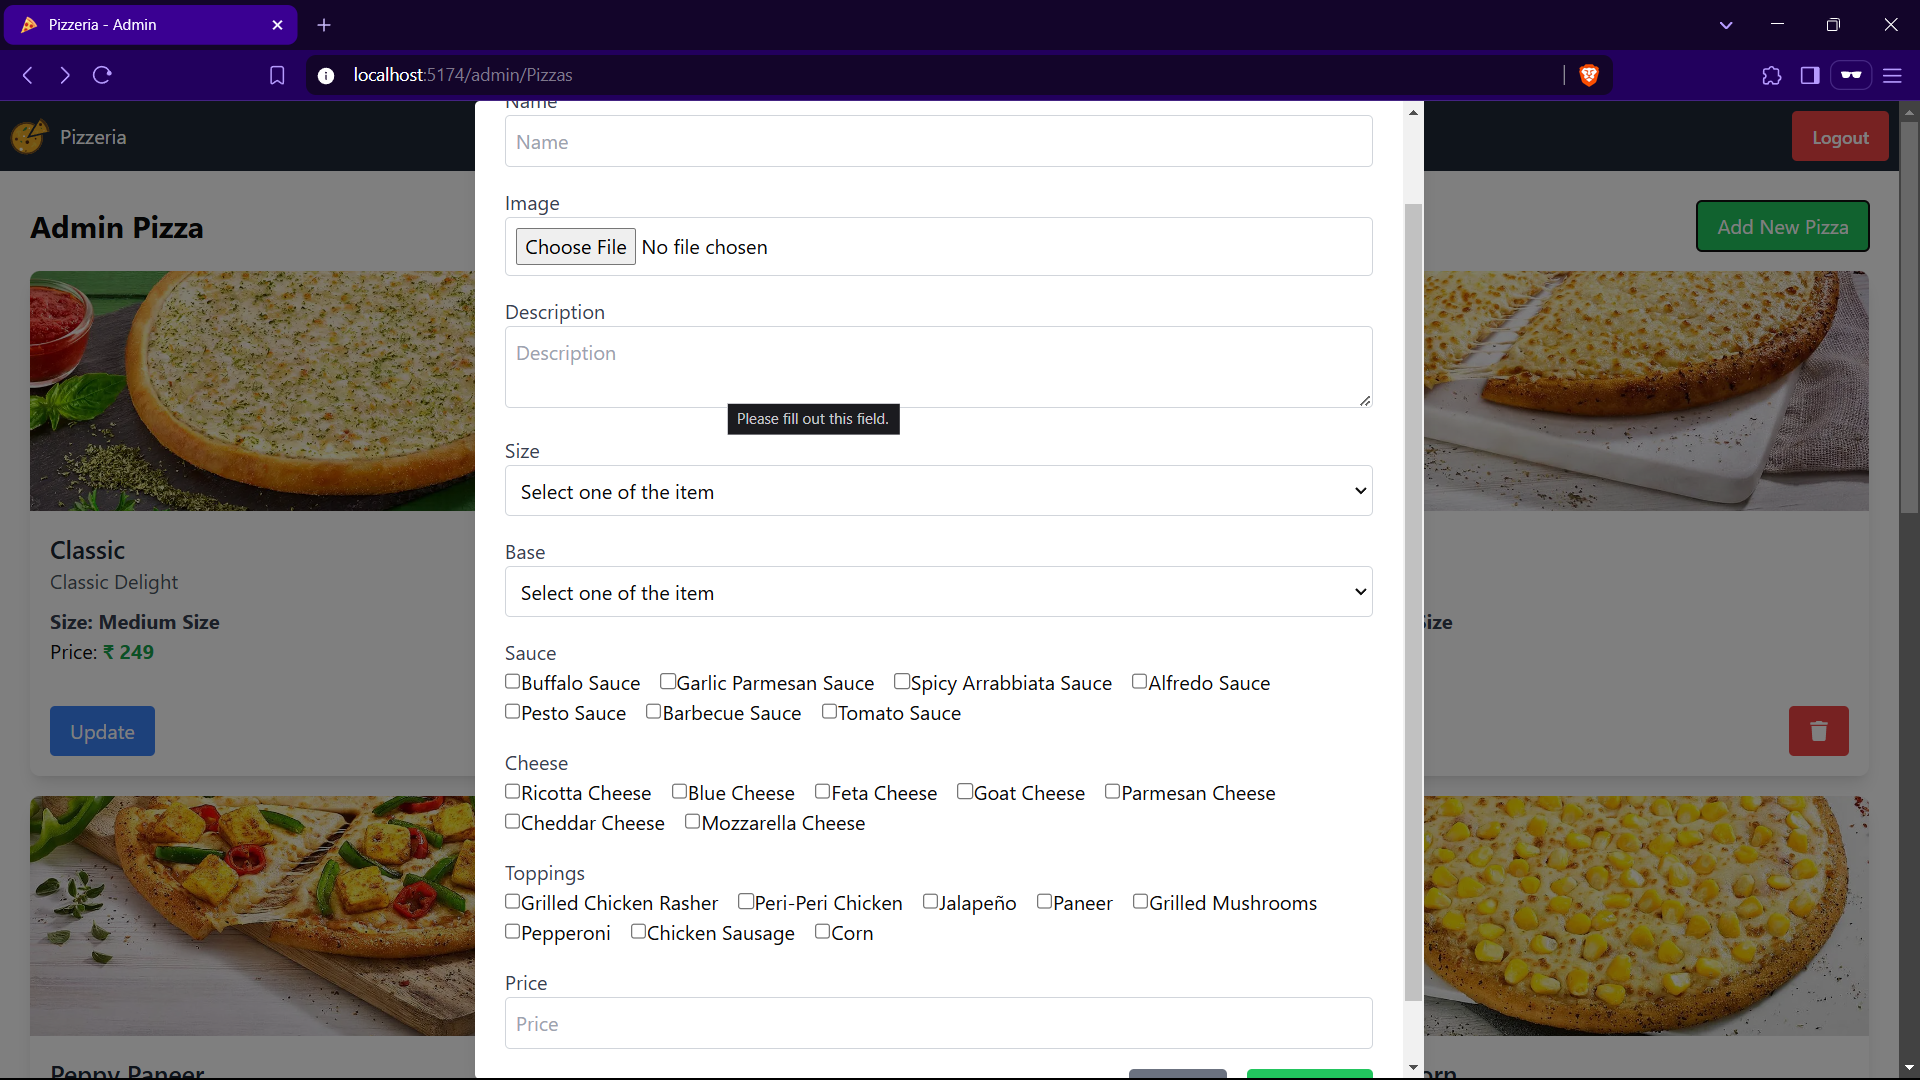 Pizzeria - Admin
localhost:5174/admin/Pizzas
Pizzeria
Logout
Admin Pizza
Add New Pizza
Name
Name
Image
Choose File No file chosen
Description
Description
Please fill out this field.
Size
Select one of the item
Base
Select one of the item
Sauce
Buffalo Sauce Garlic Parmesan Sauce Spicy Arrabbiata Sauce Alfredo Sauce
Pesto Sauce Barbecue Sauce Tomato Sauce
Cheese
Ricotta Cheese Blue Cheese Feta Cheese Goat Cheese Parmesan Cheese
Cheddar Cheese Mozzarella Cheese
Toppings
Grilled Chicken Rasher Peri-Peri Chicken Jalapeño Paneer Grilled Mushrooms
Pepperoni Chicken Sausage Corn
Price
Price
Classic
Classic Delight
Size: Medium Size
Price: ₹ 249
Update
Peppy Paneer
ize
orn